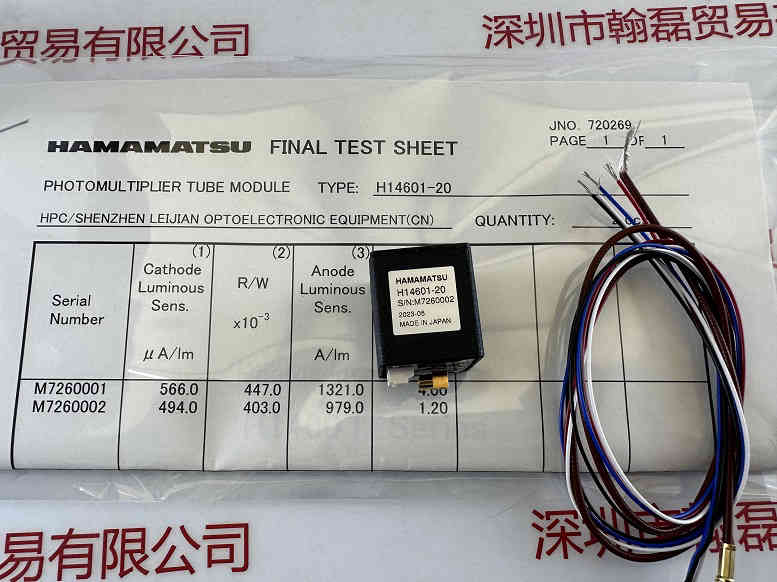 贸易有限公司
深圳市翰磊贸易
HAMAMATSU FINAL TEST SHEET
JNO. 720269
PAGE 1 OF 1
PHOTOMULTIPLIER TUBE MODULE TYPE: H14601-20
HPC/SHENZHEN LEIJIAN OPTOELECTRONIC EQUIPMENT(CN) QUANTITY:
(1) (2) (3)
Serial Number
Cathode Luminous Sens. μA/lm
R/W x10⁻³
Anode Luminous Sens. A/lm
M7260001 566.0 447.0 1321.0 4.00
M7260002 494.0 403.0 979.0 1.20
HAMAMATSU
H14601-20
S/N:M7260002
2023-05
MADE IN JAPAN
易有限公司
深圳市翰磊